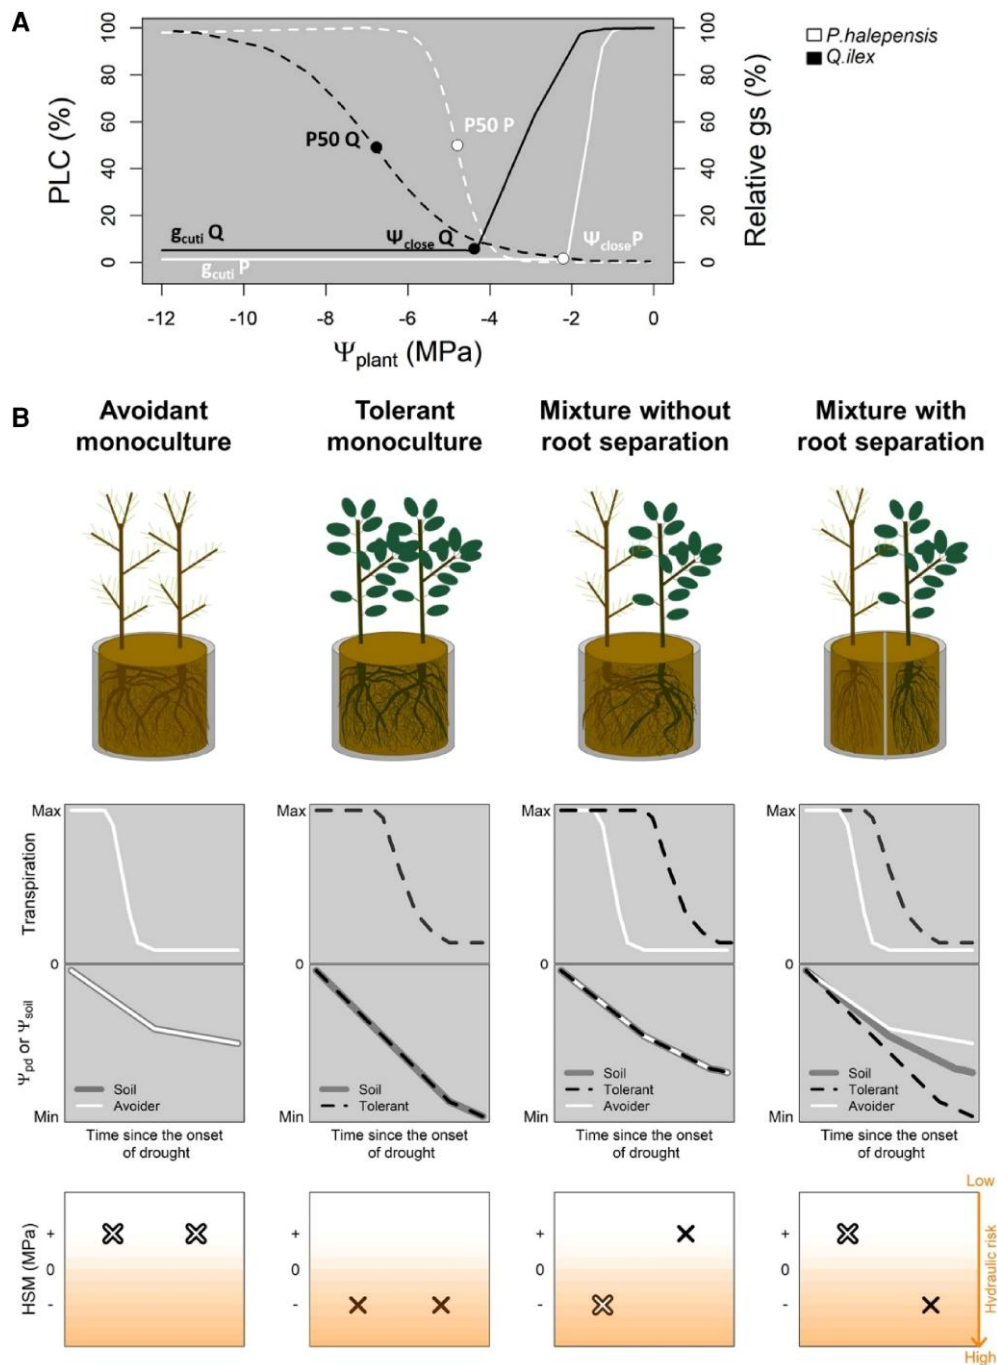 A
P.halepensis
Q.ilex
PLC (%)
100
80
60
40
20
0
Relative gs (%)
100
80
60
40
20
0
P50 Q
P50 P
gcuti Q
Ψclose Q
ΨcloseP
gcuti P
-12 -10 -8 -6 -4 -2 0
Ψplant (MPa)
B
Avoidant
monoculture
Tolerant
monoculture
Mixture without
root separation
Mixture with
root separation
Transpiration
Max Max Max Max
0 0 0 0
Ψpd or Ψsoil
Soil
Avoider
Soil
Tolerant
Soil
Tolerant
Avoider
Soil
Tolerant
Avoider
Min Min Min Min
Time since the onset
of drought
Time since the onset
of drought
Time since the onset
of drought
Time since the onset
of drought
HSM (MPa)
+ + + +
0 0 0 0
- - - -
Low
Hydraulic risk
High